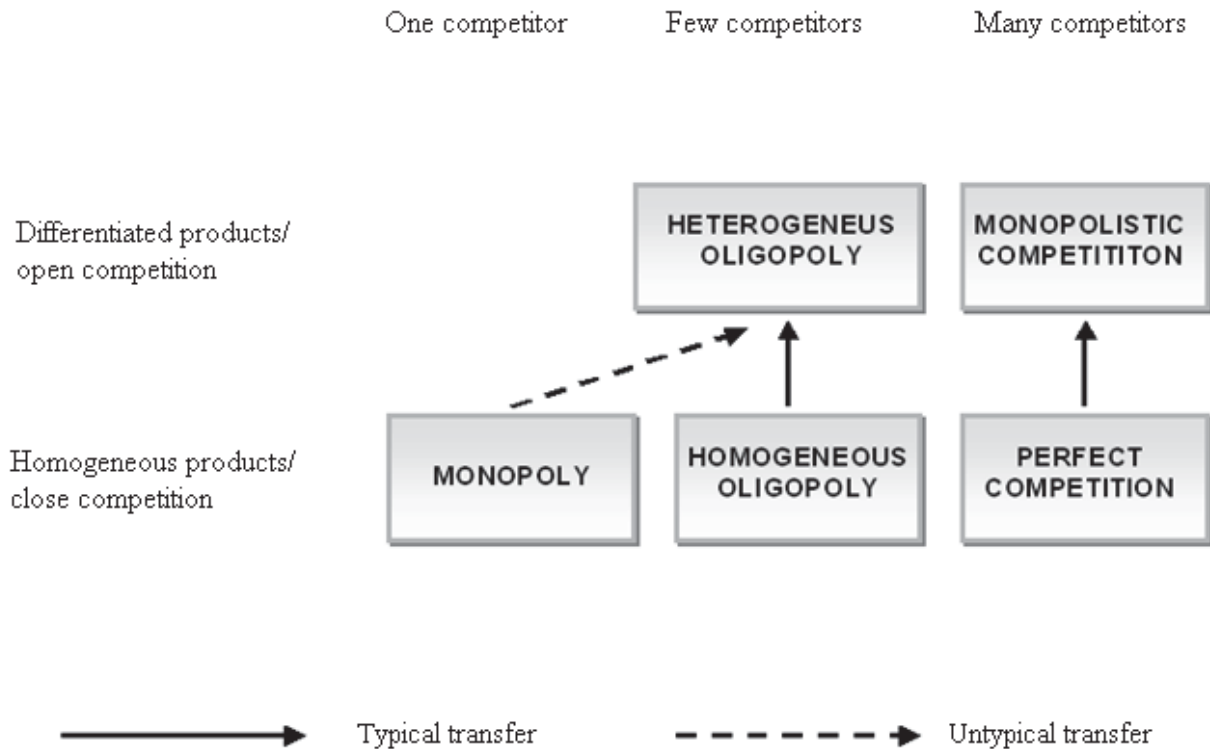 One competitor
Few competitors
Many competitors
Differentiated products/
open competition
HETEROGENEUS
OLIGOPOLY
MONOPOLISTIC
COMPETITITON
Homogeneous products/
close competition
MONOPOLY
HOMOGENEOUS
OLIGOPOLY
PERFECT
COMPETITION
Typical transfer
Untypical transfer